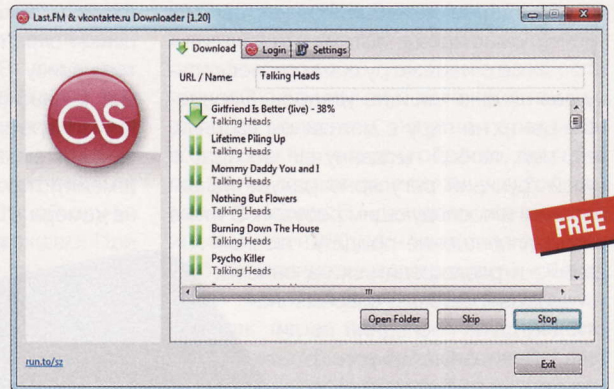 Last.FM & vkontakte.ru Downloader [1.20]
Download
Login
Settings
URL / Name:
Talking Heads
Girlfriend Is Better (live) - 38%
Talking Heads
Lifetime Piling Up
Talking Heads
Mommy Daddy You and I
Talking Heads
Nothing But Flowers
Talking Heads
Burning Down The House
Talking Heads
Psycho Killer
Talking Heads
FREE
Open Folder
Skip
Stop
run.to/sz
Exit